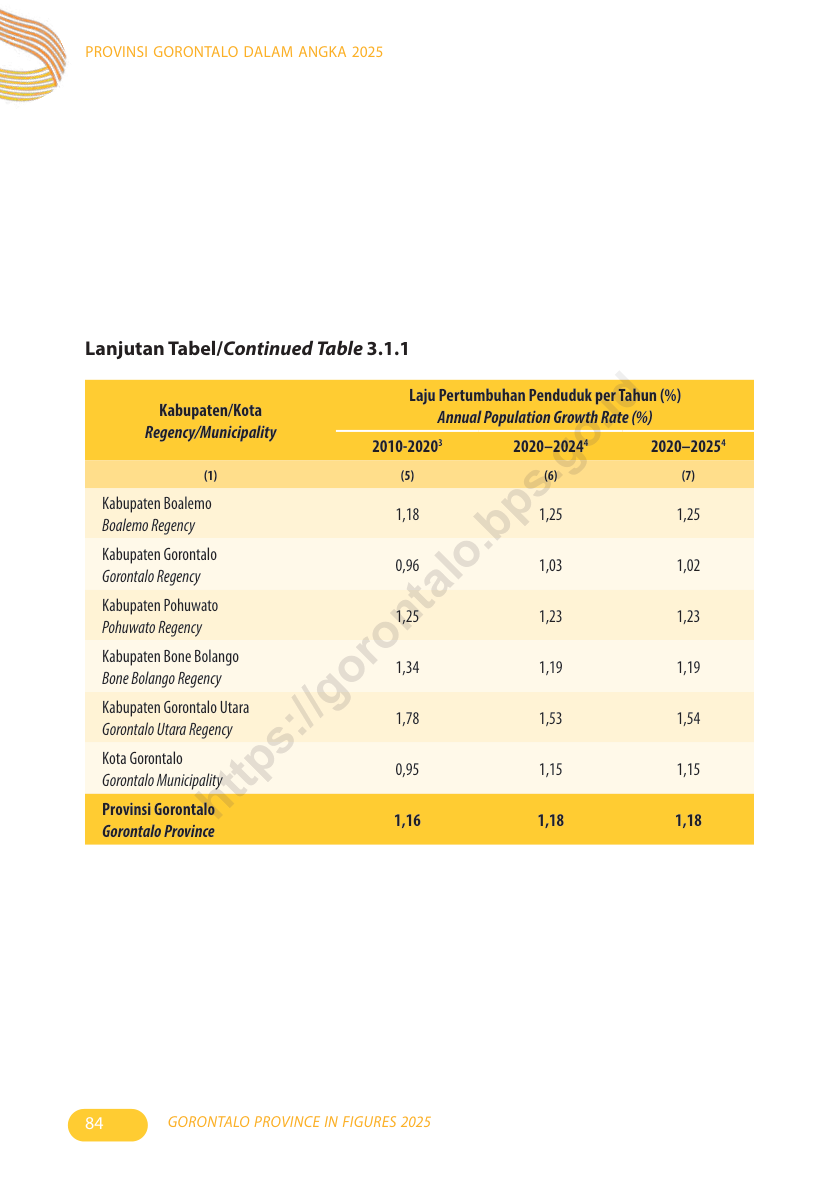 PROVINSI GORONTALO DALAM ANGKA 2025
Lanjutan Tabel/Continued Table 3.1.1
Kabupaten/Kota
Regency/Municipality
Laju Pertumbuhan Penduduk per Tahun (%)
Annual Population Growth Rate (%)
2010-2020³ 2020–2024⁴ 2020–2025⁴
(1) (5) (6) (7)
Kabupaten Boalemo
Boalemo Regency
1,18 1,25 1,25
Kabupaten Gorontalo
Gorontalo Regency
0,96 1,03 1,02
Kabupaten Pohuwato
Pohuwato Regency
1,25 1,23 1,23
Kabupaten Bone Bolango
Bone Bolango Regency
1,34 1,19 1,19
Kabupaten Gorontalo Utara
Gorontalo Utara Regency
1,78 1,53 1,54
Kota Gorontalo
Gorontalo Municipality
0,95 1,15 1,15
Provinsi Gorontalo
Gorontalo Province
1,16 1,18 1,18
https://gorontalo.bps.go.id
84 GORONTALO PROVINCE IN FIGURES 2025